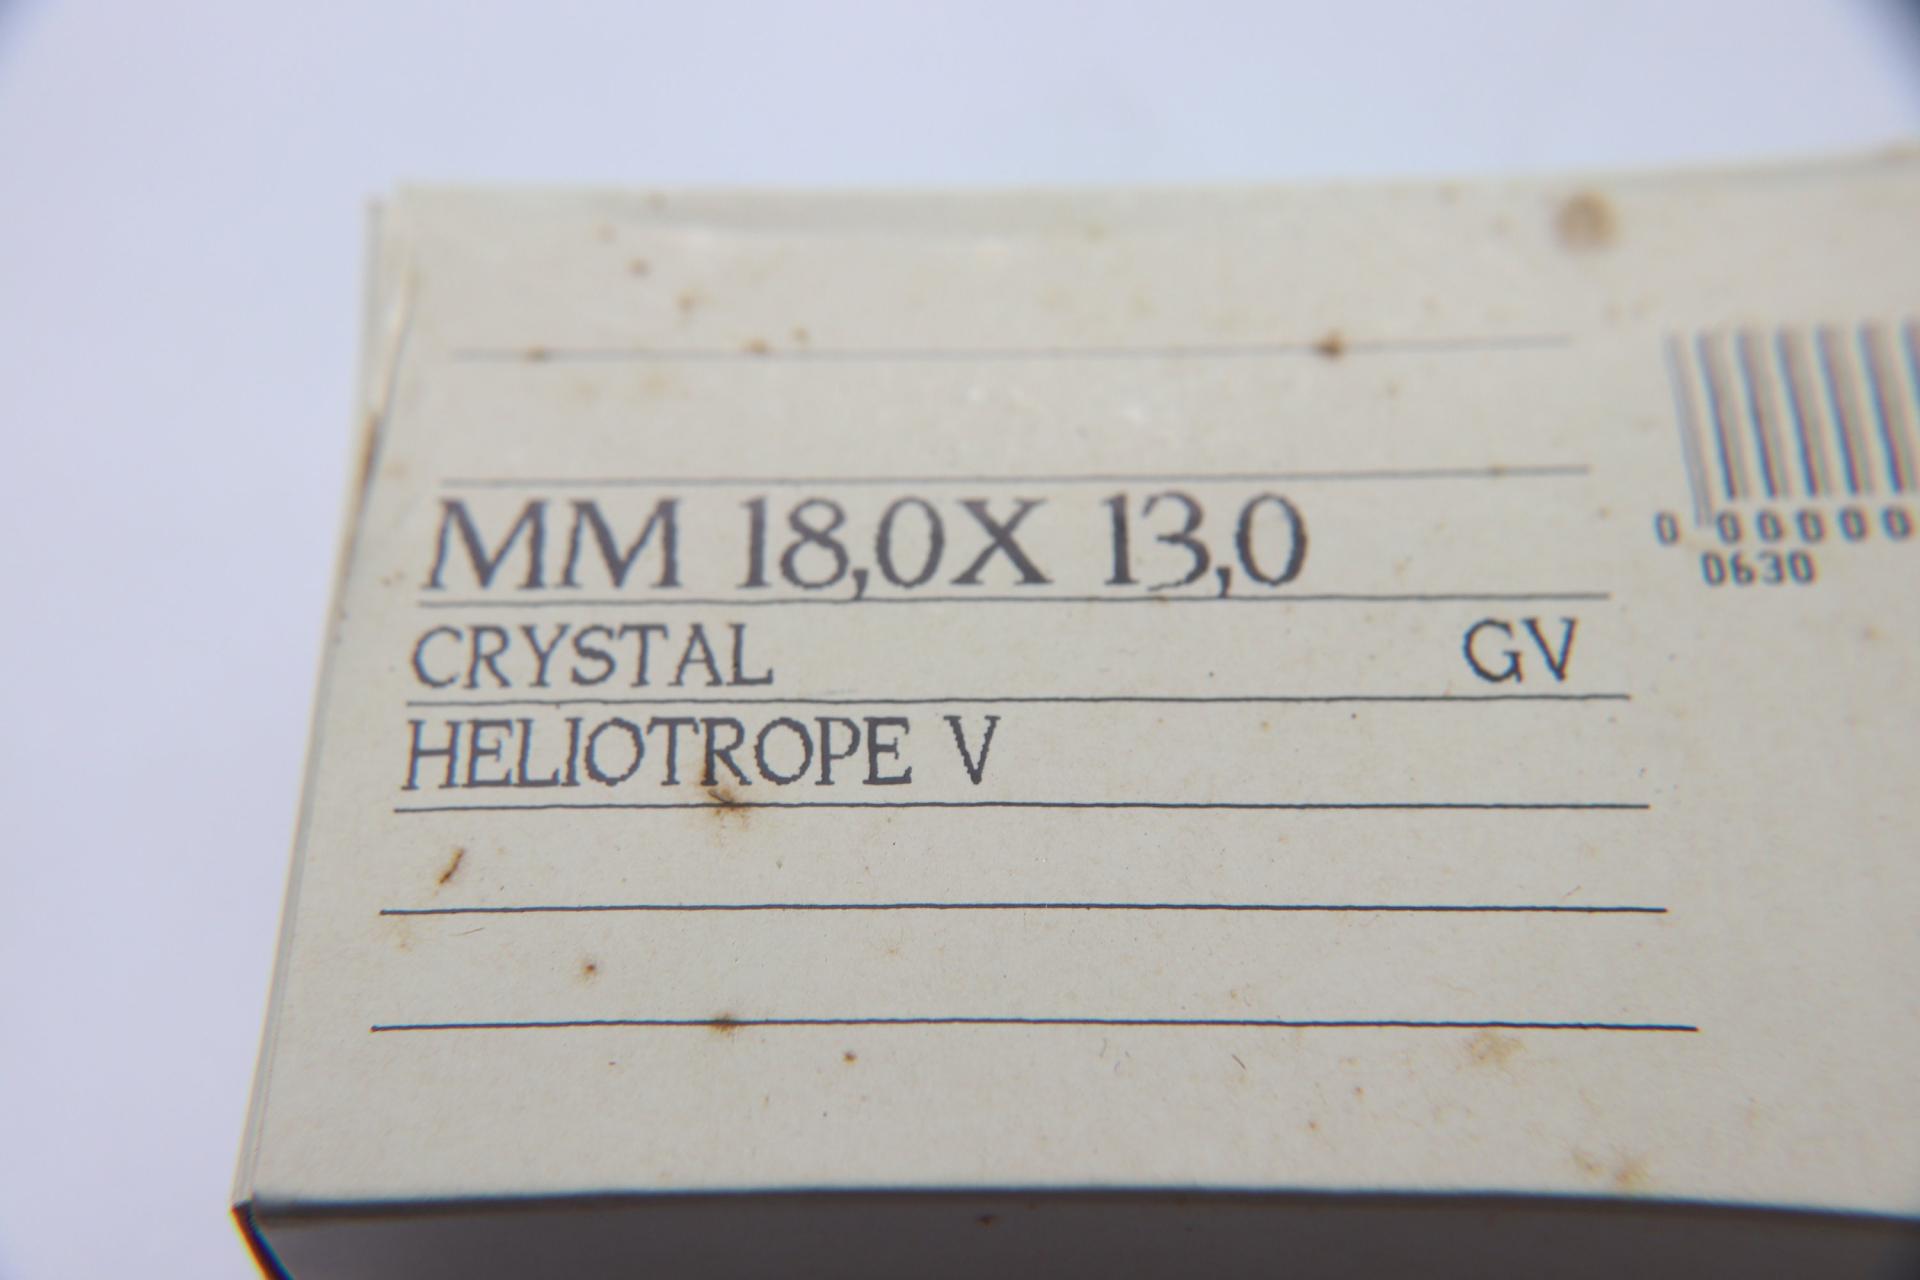 MM 18,0X 13,0
CRYSTAL GV
HELIOTROPE V
0 00000
0630